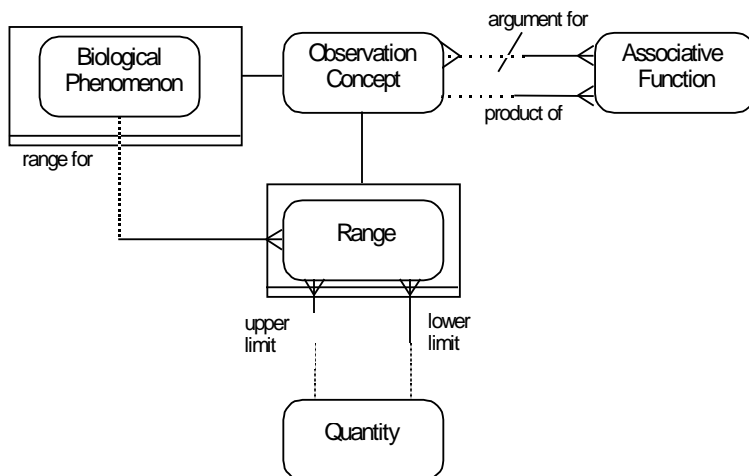 argument for
Biological
Phenomenon
Observation
Concept
Associative
Function
product of
range for
Range
upper
limit
lower
limit
Quantity